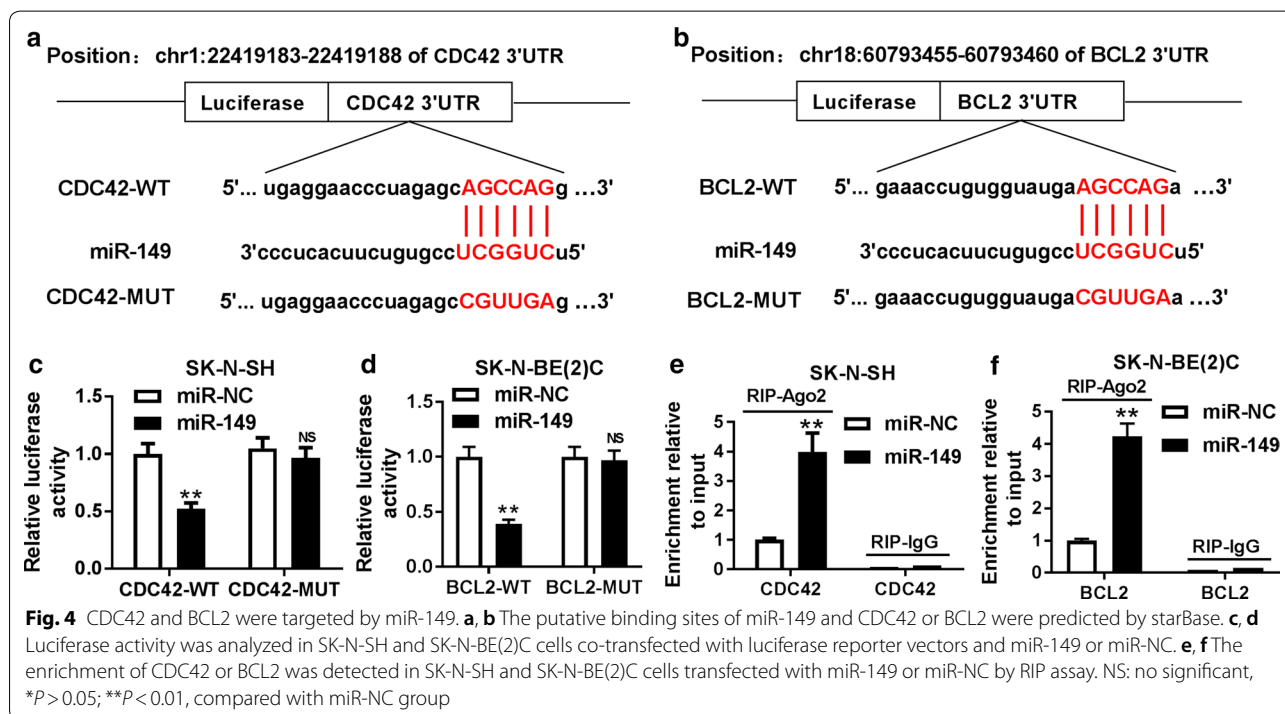 a
Position： chr1:22419183-22419188 of CDC42 3'UTR
Luciferase CDC42 3'UTR
CDC42-WT 5'... ugaggaacccuagagcAGCCAGg ...3'
miR-149 3'cccucacuucugugccUCGGUCu5'
CDC42-MUT 5'... ugaggaacccuagagcCGUUGAg ...3'
b
Position： chr18:60793455-60793460 of BCL2 3'UTR
Luciferase BCL2 3'UTR
BCL2-WT 5'... gaaaccugugguaugaAGCCAGa ...3'
miR-149 3'cccucacuucugugccUCGGUCu5'
BCL2-MUT 5'... gaaaccugugguaugaCGUUGAa ...3'
c
SK-N-SH
Relative luciferase
activity
1.5
1.0
0.5
0.0
miR-NC
miR-149
**
NS
CDC42-WT CDC42-MUT
d
SK-N-BE(2)C
Relative luciferase
activity
1.5
1.0
0.5
0.0
miR-NC
miR-149
**
NS
BCL2-WT BCL2-MUT
e
SK-N-SH
Enrichment relative
to input
5
4
3
2
1
0
RIP-Ago2
**
miR-NC
miR-149
RIP-IgG
CDC42 CDC42
f
SK-N-BE(2)C
Enrichment relative
to input
5
4
3
2
1
0
RIP-Ago2
**
miR-NC
miR-149
RIP-IgG
BCL2 BCL2
Fig. 4 CDC42 and BCL2 were targeted by miR-149. a, b The putative binding sites of miR-149 and CDC42 or BCL2 were predicted by starBase. c, d
Luciferase activity was analyzed in SK-N-SH and SK-N-BE(2)C cells co-transfected with luciferase reporter vectors and miR-149 or miR-NC. e, f The
enrichment of CDC42 or BCL2 was detected in SK-N-SH and SK-N-BE(2)C cells transfected with miR-149 or miR-NC by RIP assay. NS: no significant,
*P > 0.05; **P < 0.01, compared with miR-NC group